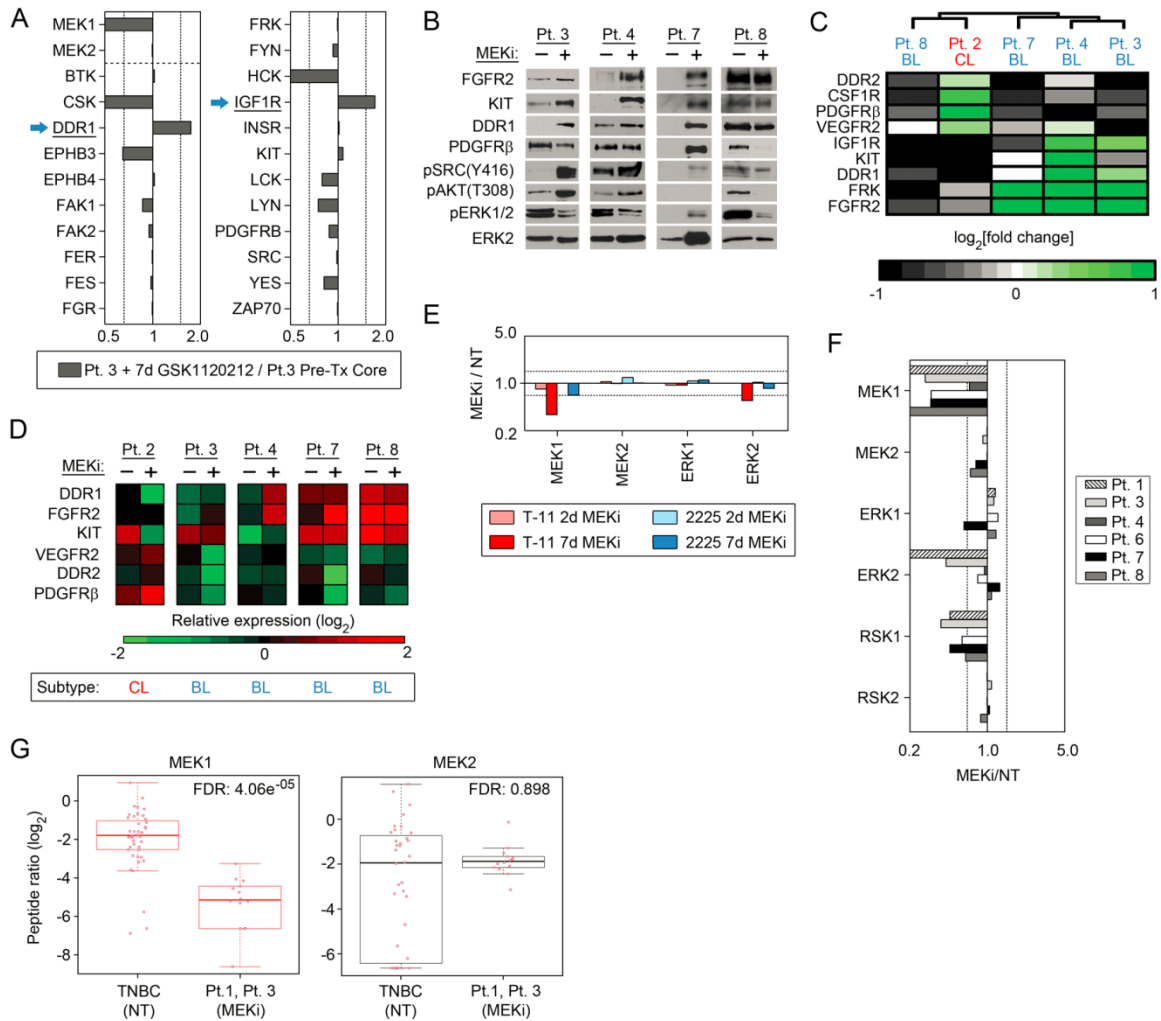 A
MEK1
MEK2
BTK
CSK
DDR1
EPHB3
EPHB4
FAK1
FAK2
FER
FES
FGR
0.5 1 2.0
FRK
FYN
HCK
IGF1R
INSR
KIT
LCK
LYN
PDGFRB
SRC
YES
ZAP70
0.5 1 2.0
Pt. 3 + 7d GSK1120212 / Pt.3 Pre-Tx Core
B
Pt. 3 Pt. 4 Pt. 7 Pt. 8
MEKi: − + − + − + − +
FGFR2
KIT
DDR1
PDGFRβ
pSRC(Y416)
pAKT(T308)
pERK1/2
ERK2
C
Pt. 8 Pt. 2 Pt. 7 Pt. 4 Pt. 3
BL CL BL BL BL
DDR2
CSF1R
PDGFRβ
VEGFR2
IGF1R
KIT
DDR1
FRK
FGFR2
log2[fold change]
-1 0 1
D
Pt. 2 Pt. 3 Pt. 4 Pt. 7 Pt. 8
MEKi: − + − + − + − + − +
DDR1
FGFR2
KIT
VEGFR2
DDR2
PDGFRβ
Relative expression (log2)
-2 0 2
Subtype: CL BL BL BL BL
E
MEKi / NT
5.0
1.0
0.2
MEK1 MEK2 ERK1 ERK2
T-11 2d MEKi 2225 2d MEKi
T-11 7d MEKi 2225 7d MEKi
F
MEK1
MEK2
ERK1
ERK2
RSK1
RSK2
0.2 1.0 5.0
MEKi/NT
Pt. 1
Pt. 3
Pt. 4
Pt. 6
Pt. 7
Pt. 8
G
MEK1
FDR: 4.06e-05
Peptide ratio (log2)
0
-2
-4
-6
-8
TNBC Pt.1, Pt. 3
(NT) (MEKi)
MEK2
FDR: 0.898
0
-2
-4
-6
TNBC Pt.1, Pt. 3
(NT) (MEKi)